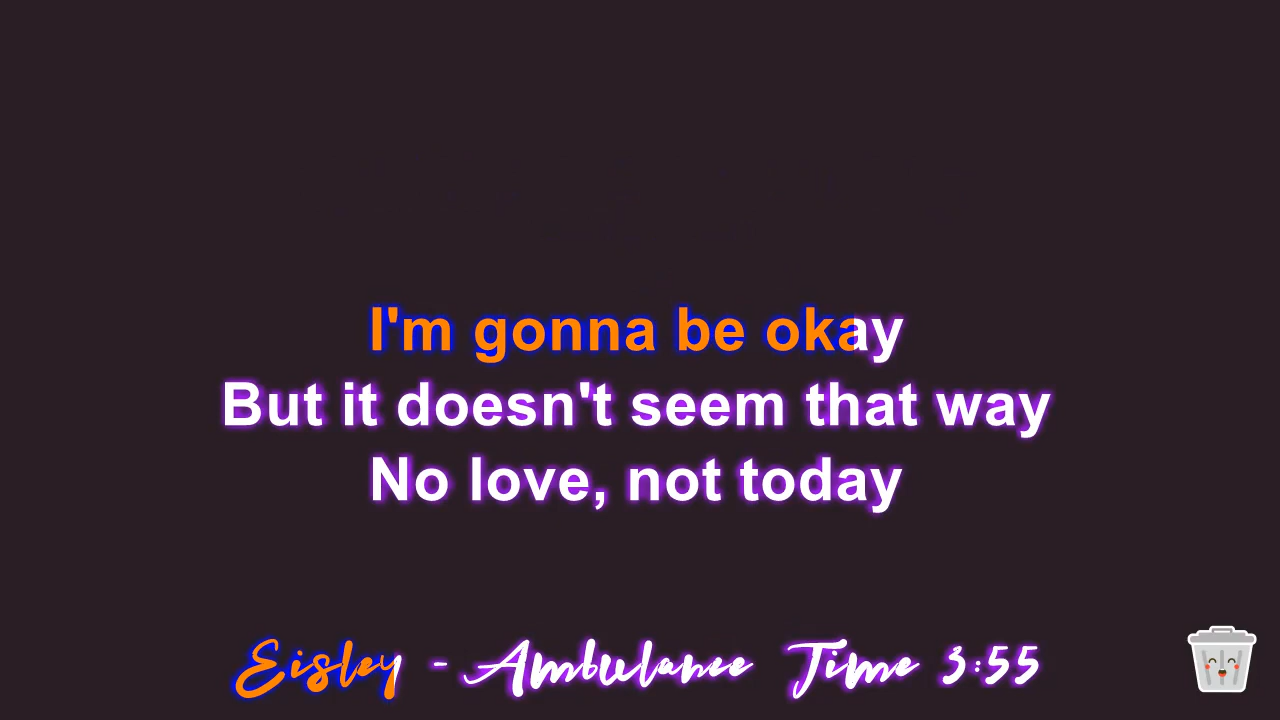 I'm gonna be okay
But it doesn't seem that way
No love, not today
Eisley - Ambulance Time 3:55